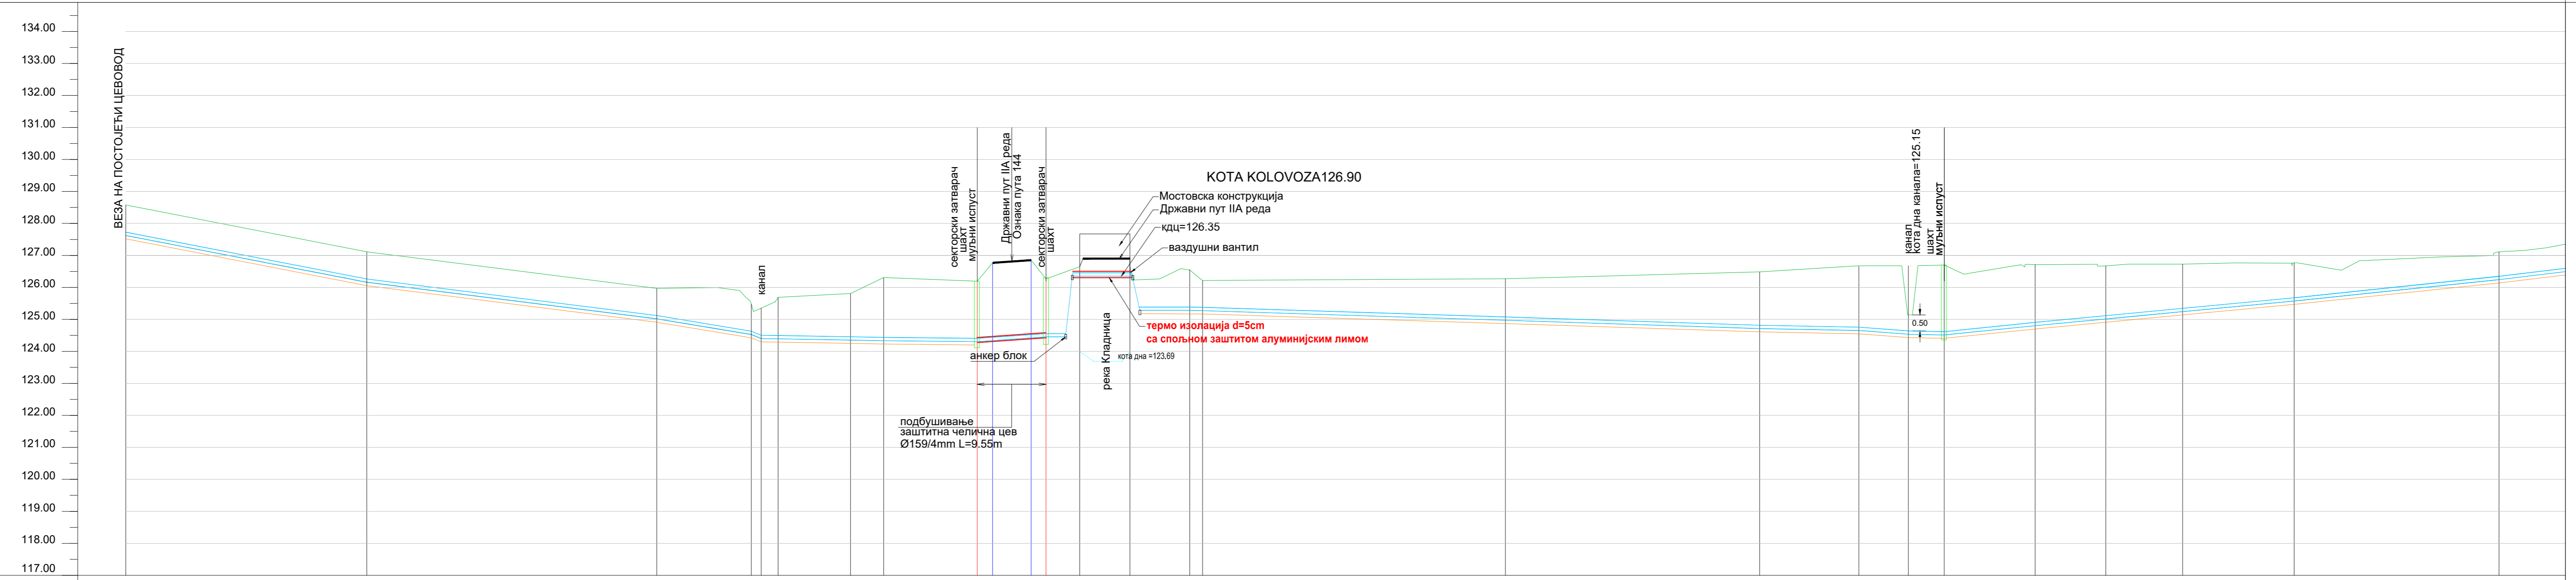 134.00
133.00
132.00
131.00
130.00
129.00
128.00
127.00
126.00
125.00
124.00
123.00
122.00
121.00
120.00
119.00
118.00
117.00
ВЕЗА НА ПОСТОЈЕЋИ ЦЕВОВОД
канал
секторски затварач
шахт
муљни испуст
Државни пут IIA реда
Ознака пута 144
секторски затварач
шахт
KOTA KOLOVOZA126.90
Мостовска конструкција
Државни пут IIA реда
кдц=126.35
ваздушни вантил
термо изолација d=5cm
са спољном заштитом алуминијским лимом
анкер блок
река Кладница
кота дна =123.69
подбушивање
заштитна челична цев
Ø159/4mm L=9.55m
канал
кота дна канала=125.15
шахт
муљни испуст
0.50